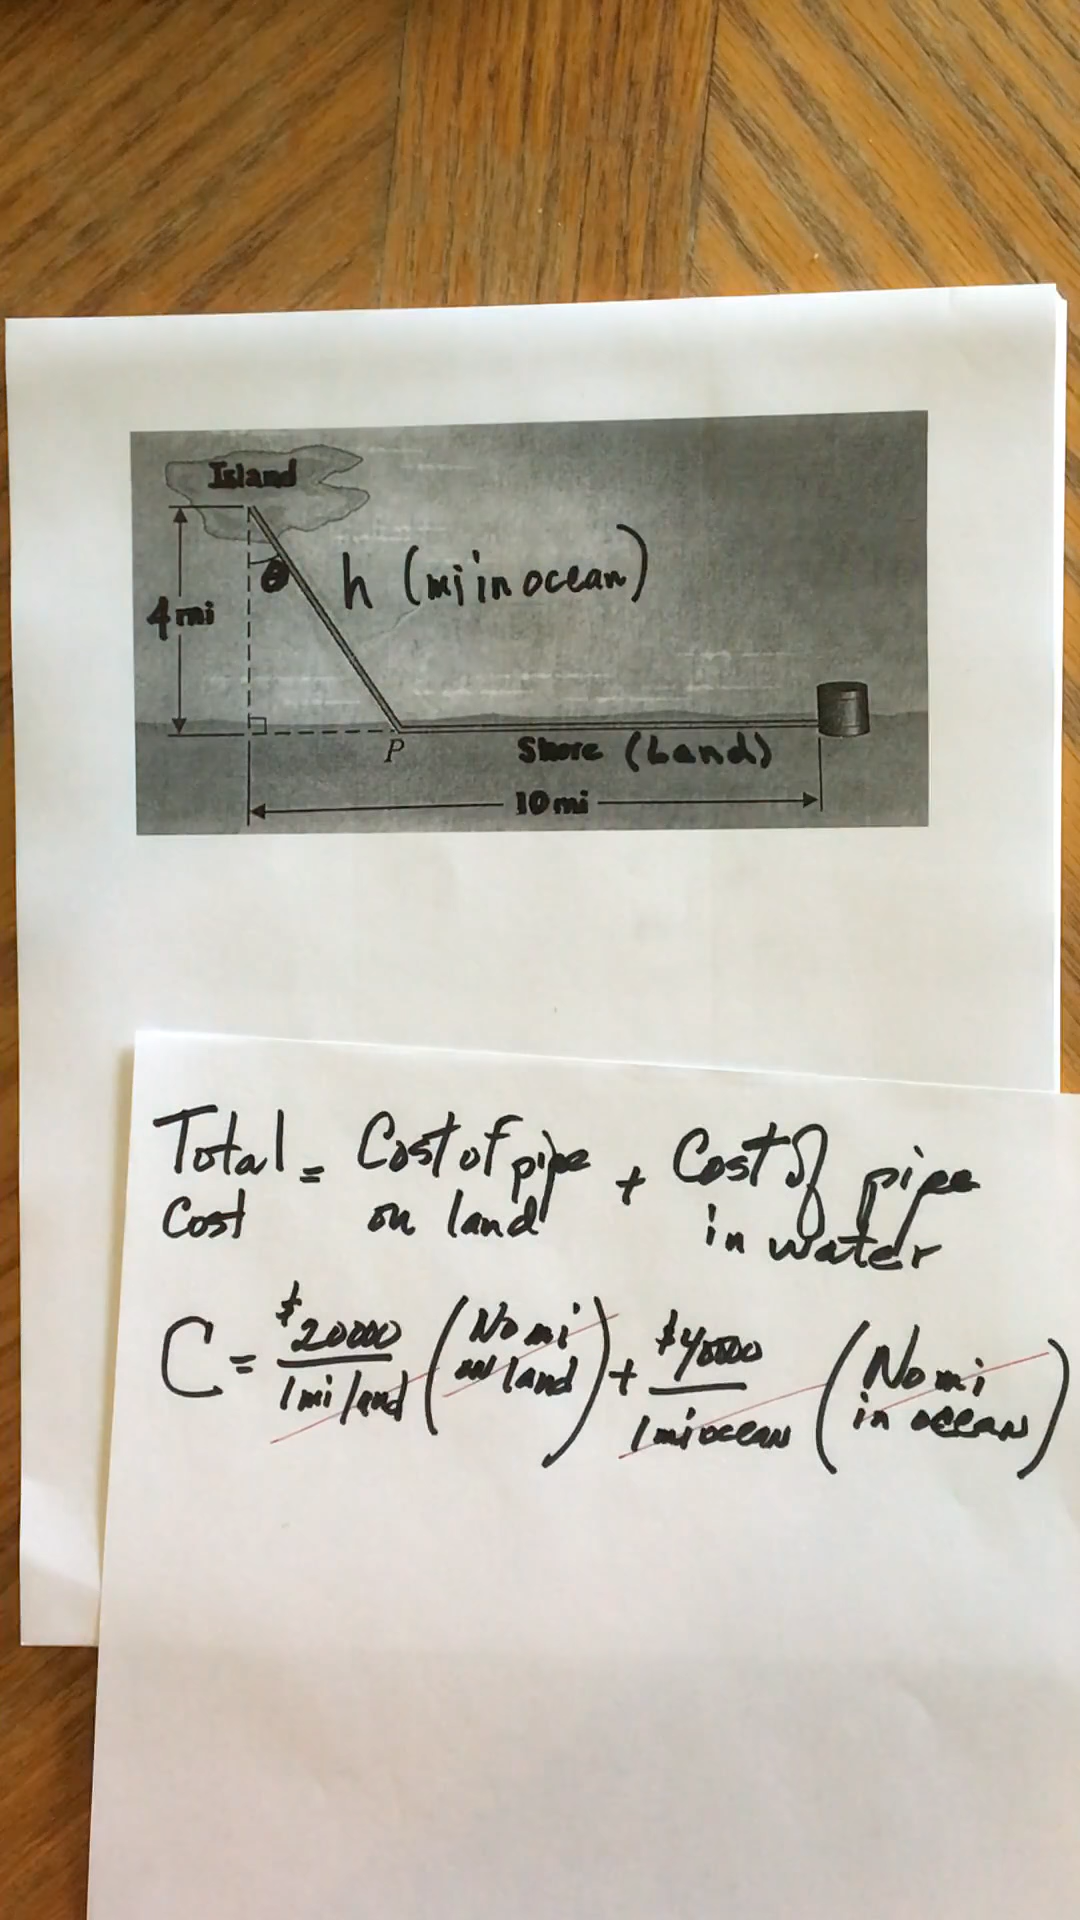 Island
θ
h (mi in ocean)
4 mi
P
Shore (Land)
10 mi
Total Cost = Cost of pipe on land + Cost of pipe in water
C = $20000 / 1 mi land (No mi on land) + $40000 / 1 mi ocean (No mi in ocean)